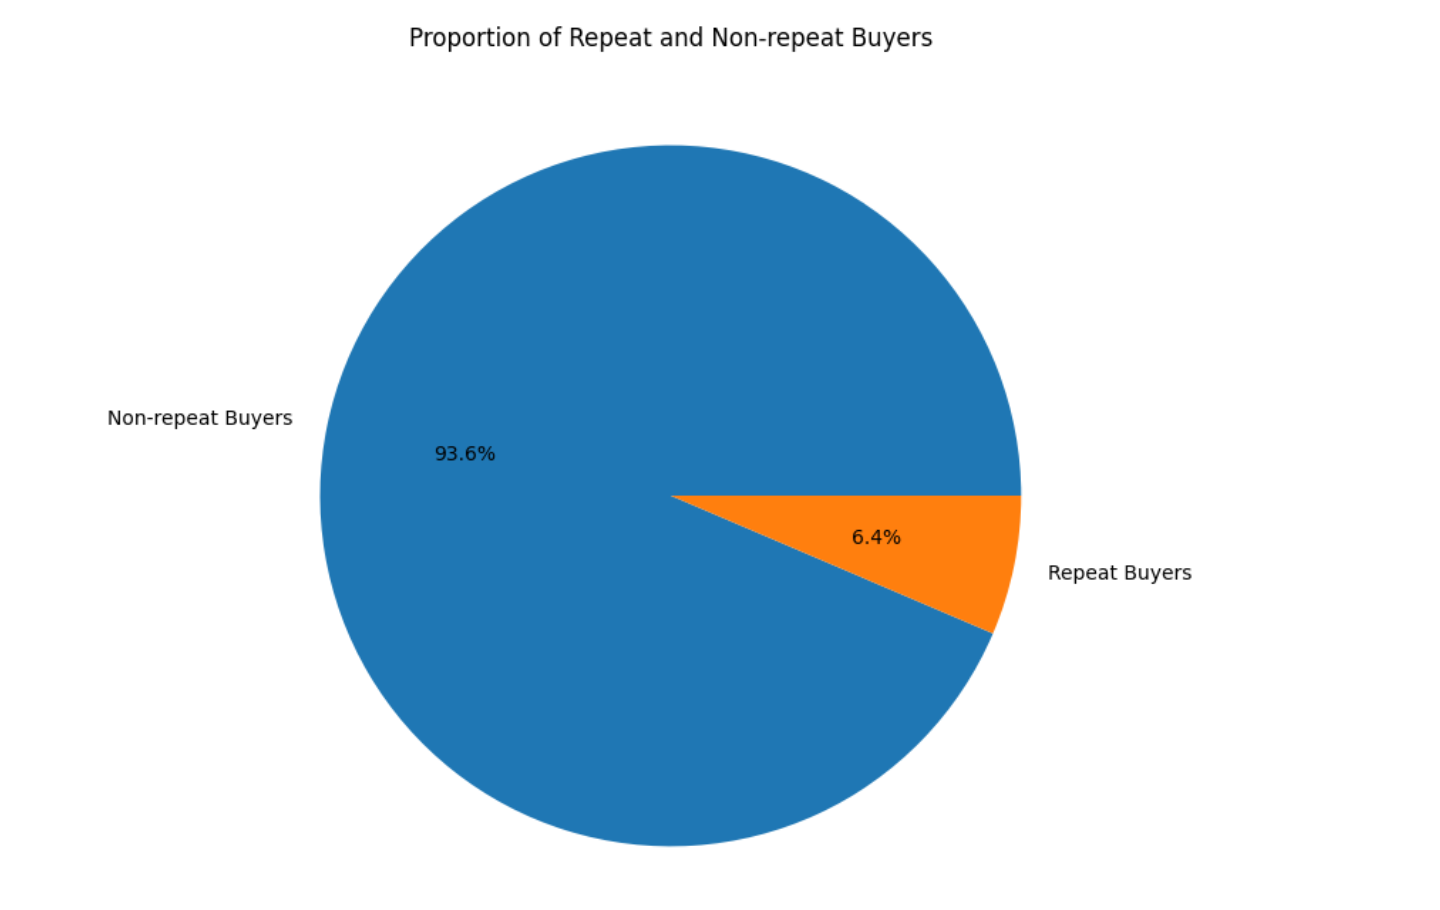 Proportion of Repeat and Non-repeat Buyers
Non-repeat Buyers
93.6%
6.4%
Repeat Buyers